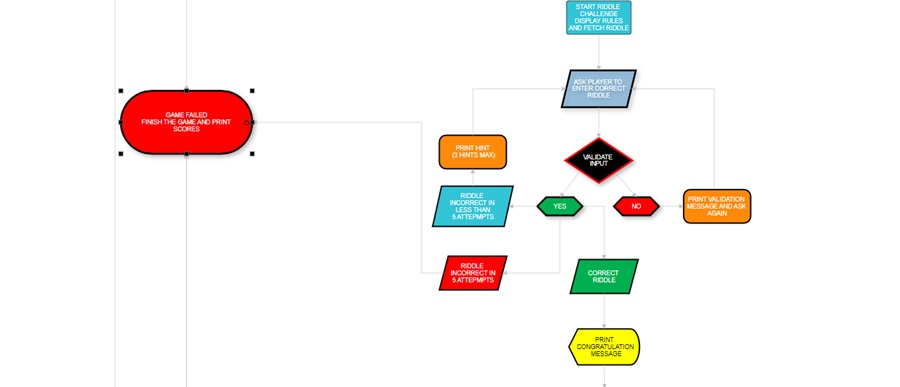 START RIDDLE
CHALLENGE
DISPLAY RULES
AND FETCH RIDDLE
ASK PLAYER TO
ENTER CORRECT
RIDDLE
GAME FAILED
FINISH THE GAME AND PRINT
SCORES
PRINT HINT
(3 HINTS MAX)
VALIDATE
INPUT
RIDDLE
INCORRECT IN
LESS THAN
5 ATTEPMPTS
YES
NO
PRINT VALIDATION
MESSAGE AND ASK
AGAIN
RIDDLE
INCORRECT IN
5 ATTEPMPTS
CORRECT
RIDDLE
PRINT
CONGRATULATION
MESSAGE